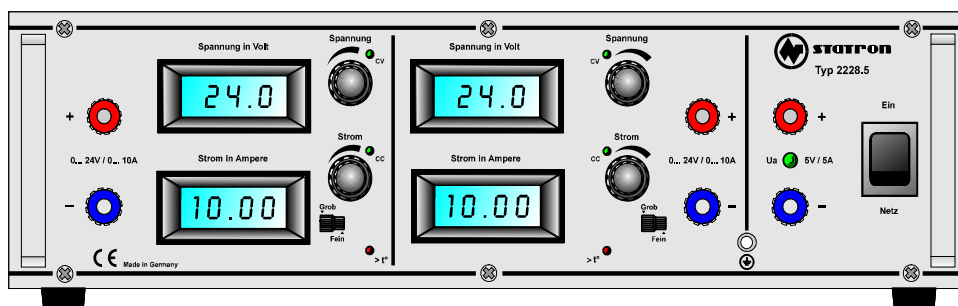 Spannung in Volt
24.0
Spannung
CV
+
0... 24V / 0... 10A
−
Strom
CC
Strom in Ampere
10.00
Grob
Fein
CE Made in Germany
> t°
Spannung in Volt
24.0
Spannung
CV
Strom
CC
Strom in Ampere
10.00
Grob
Fein
> t°
+
0... 24V / 0... 10A
−
STATRON
Typ 2228.5
+
Ua
5V / 5A
−
Ein
Netz